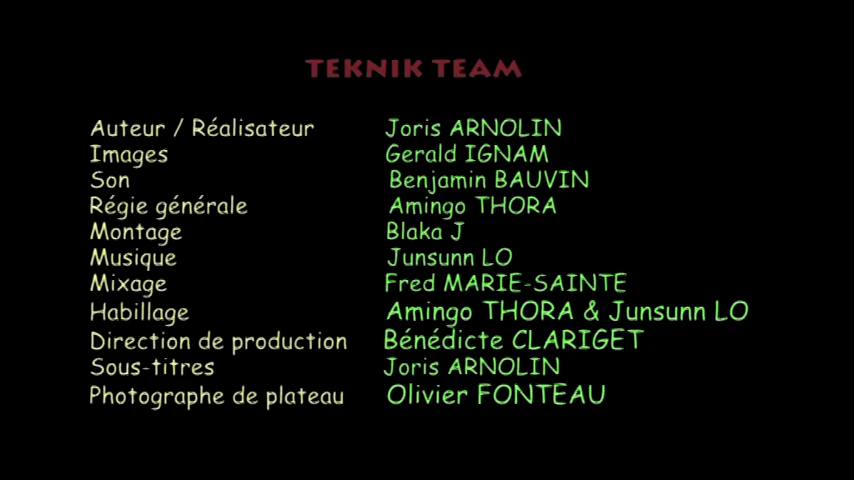 TEKNIK TEAM
Auteur / Réalisateur Joris ARNOLIN
Images Gerald IGNAM
Son Benjamin BAUVIN
Régie générale Amingo THORA
Montage Blaka J
Musique Junsunn LO
Mixage Fred MARIE-SAINTE
Habillage Amingo THORA & Junsunn LO
Direction de production Bénédicte CLARIGET
Sous-titres Joris ARNOLIN
Photographe de plateau Olivier FONTEAU